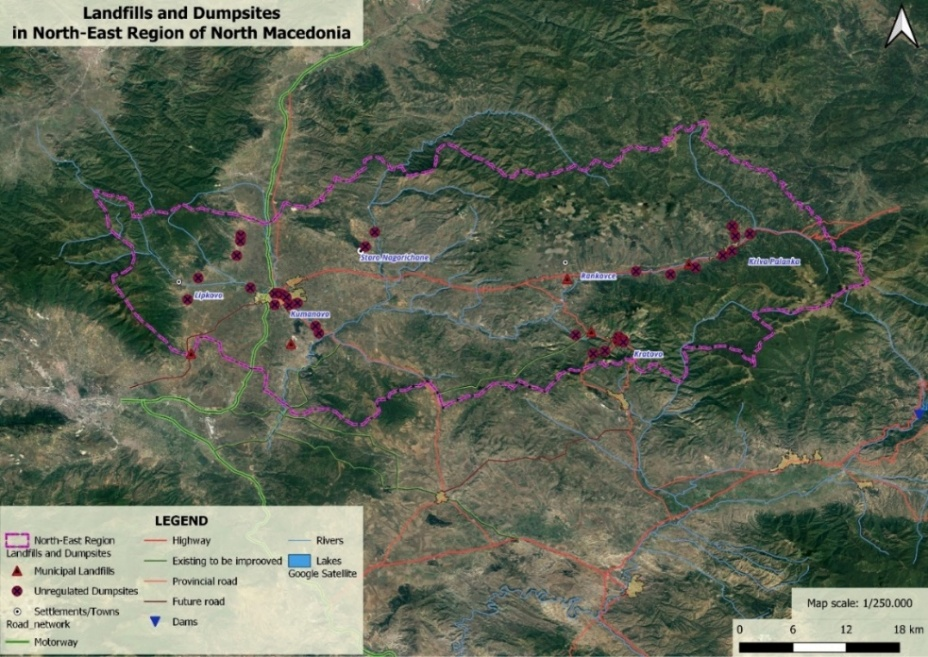 Landfills and Dumpsites
in North-East Region of North Macedonia
Staro Nagorichane
Kriva Palanka
Rankovce
Lipkovo
Kumanovo
Kratovo
LEGEND
North-East Region
Landfills and Dumpsites
Municipal Landfills
Unregulated Dumpsites
Settlements/Towns
Road_network
Motorway
Highway
Existing to be improoved
Provincial road
Future road
Dams
Rivers
Lakes
Google Satellite
Map scale: 1/250.000
0 6 12 18 km